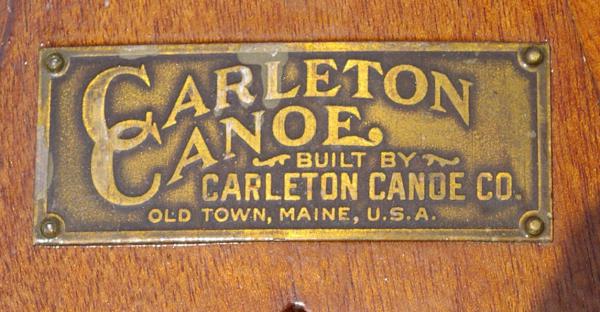 CARLETON
CANOE
BUILT BY
CARLETON CANOE CO.
OLD TOWN, MAINE, U.S.A.